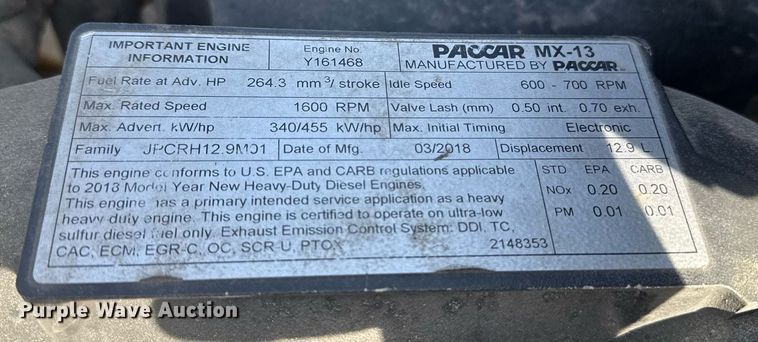 IMPORTANT ENGINE INFORMATION
Engine No. Y161468
PACCAR MX-13
MANUFACTURED BY PACCAR
Fuel Rate at Adv. HP 264.3 mm³/stroke Idle Speed 600 - 700 RPM
Max. Rated Speed 1600 RPM Valve Lash (mm) 0.50 int. 0.70 exh.
Max. Advert. kW/hp 340/455 kW/hp Max. Initial Timing Electronic
Family JPCRH12.9M01 Date of Mfg. 03/2018 Displacement 12.9 L
This engine conforms to U.S. EPA and CARB regulations applicable
to 2018 Model Year New Heavy-Duty Diesel Engines.
This engine has a primary intended service application as a heavy
heavy duty engine. This engine is certified to operate on ultra-low
sulfur diesel fuel only. Exhaust Emission Control System: DDI, TC,
CAC, ECM, EGR-C, OC, SCR-U, PTOX 2148353
STD EPA CARB
NOx 0.20 0.20
PM 0.01 0.01
Purple Wave Auction